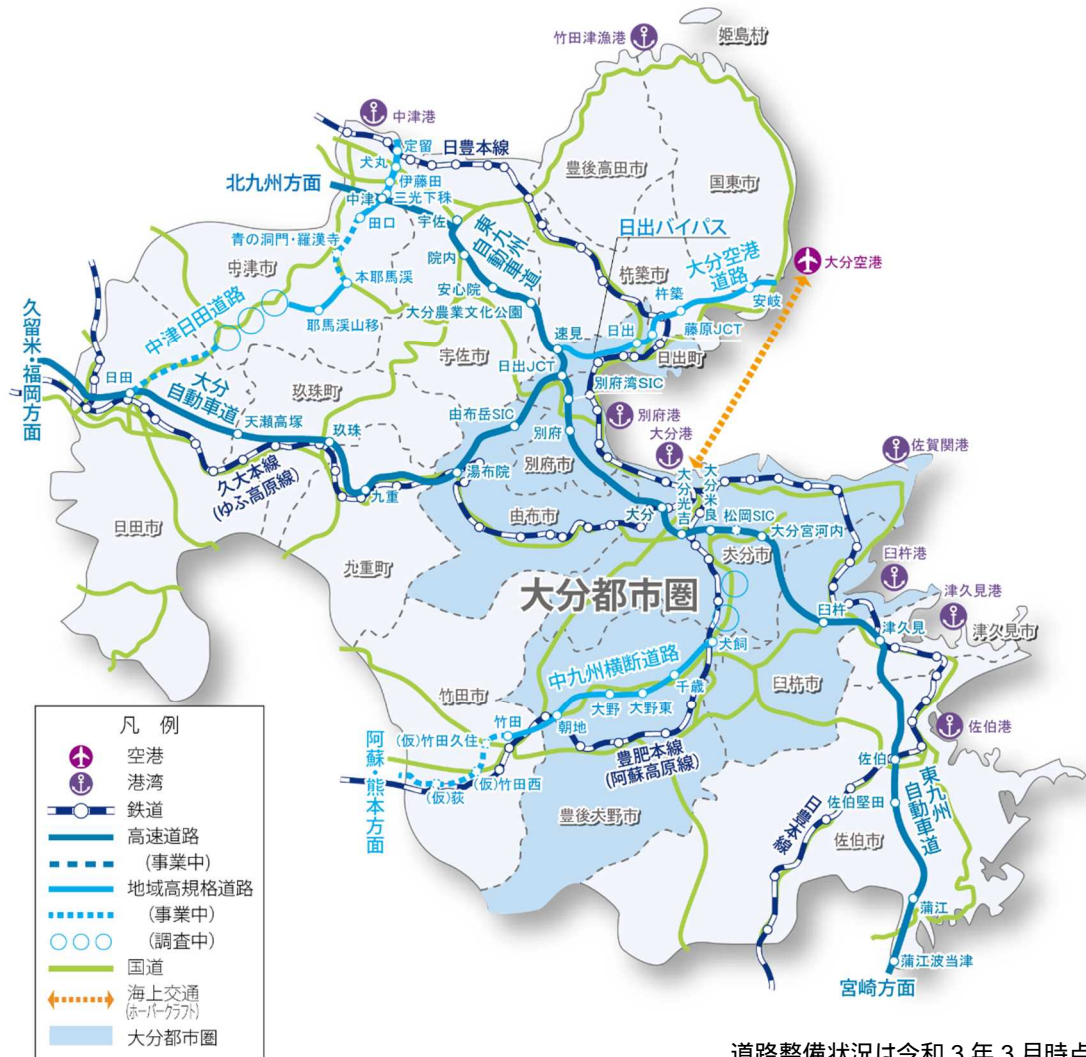 竹田津漁港
姫島村
中津港
定留
日豊本線
犬丸
伊藤田
北九州方面
中津
三光下秣
豊後高田市
国東市
田口
宇佐
東九州
自動車道
日出バイパス
青の洞門・羅漢寺
院内
杵築市
大分空港
道路
大分空港
中津市
本耶馬渓
安心院
杵築
安岐
中津日田道路
耶馬渓山移
大分農業文化公園
速見
日出
藤原JCT
久留米・福岡方面
宇佐市
日出町
日田
大分
自動車道
玖珠町
日出JCT
別府湾SIC
天瀬高塚
玖珠
由布岳SIC
別府
別府港
大分港
佐賀関港
久大本線
(ゆふ高原線)
九重
湯布院
別府市
大分
大分光吉
大分米良
松岡SIC
大分宮河内
日田市
由布市
大分市
臼杵港
九重町
大分都市圏
津久見港
臼杵
津久見
津久見市
犬飼
中九州横断道路
竹田市
千歳
臼杵市
大野
大野東
竹田
朝地
(仮)竹田久住
佐伯港
阿蘇・熊本方面
豊肥本線
(阿蘇高原線)
佐伯
(仮)竹田西
(仮)荻
東九州
自動車道
佐伯堅田
豊後大野市
日豊本線
佐伯市
蒲江
蒲江波当津
宮崎方面
凡 例
空港
港湾
鉄道
高速道路
(事業中)
地域高規格道路
(事業中)
(調査中)
国道
海上交通
(ホーバークラフト)
大分都市圏
道路整備状況は令和3年3月時点